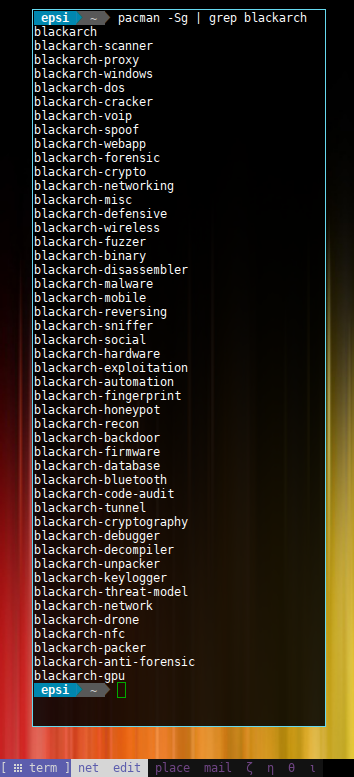 epsi ~ pacman -Sg | grep blackarch
blackarch
blackarch-scanner
blackarch-proxy
blackarch-windows
blackarch-dos
blackarch-cracker
blackarch-voip
blackarch-spoof
blackarch-webapp
blackarch-forensic
blackarch-crypto
blackarch-networking
blackarch-misc
blackarch-defensive
blackarch-wireless
blackarch-fuzzer
blackarch-binary
blackarch-disassembler
blackarch-malware
blackarch-mobile
blackarch-reversing
blackarch-sniffer
blackarch-social
blackarch-hardware
blackarch-exploitation
blackarch-automation
blackarch-fingerprint
blackarch-honeypot
blackarch-recon
blackarch-backdoor
blackarch-firmware
blackarch-database
blackarch-bluetooth
blackarch-code-audit
blackarch-tunnel
blackarch-cryptography
blackarch-debugger
blackarch-decompiler
blackarch-unpacker
blackarch-keylogger
blackarch-threat-model
blackarch-network
blackarch-drone
blackarch-nfc
blackarch-packer
blackarch-anti-forensic
blackarch-gpu
epsi ~
[ term ] net edit place mail ζ η θ ι